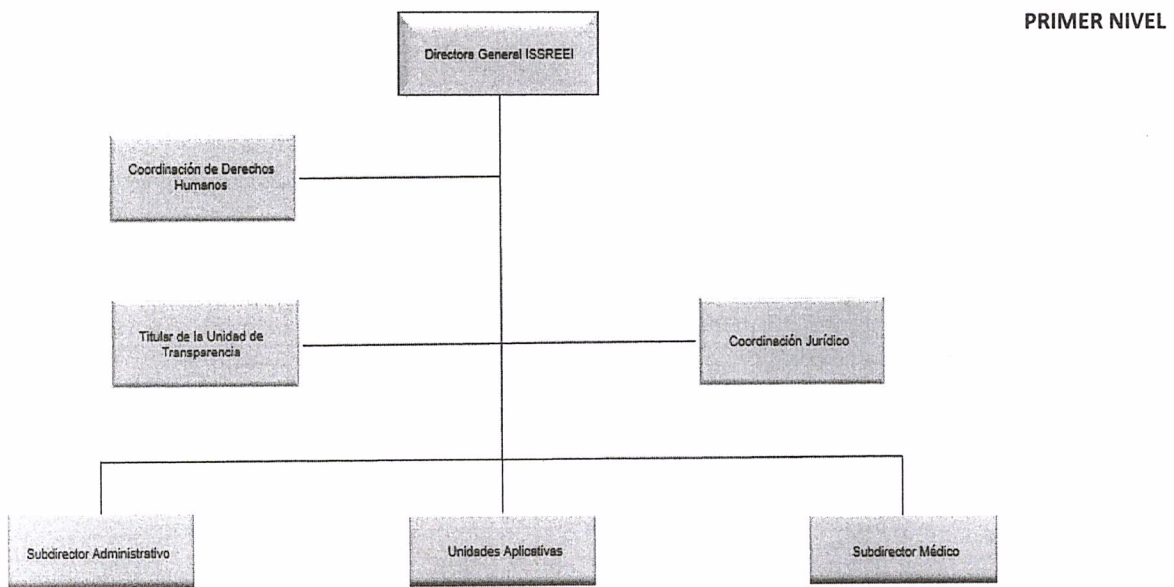 PRIMER NIVEL
Directora General ISSREEI
Coordinación de Derechos
Humanos
Titular de la Unidad de
Transparencia
Coordinación Jurídico
Subdirector Administrativo
Unidades Aplicativas
Subdirector Médico